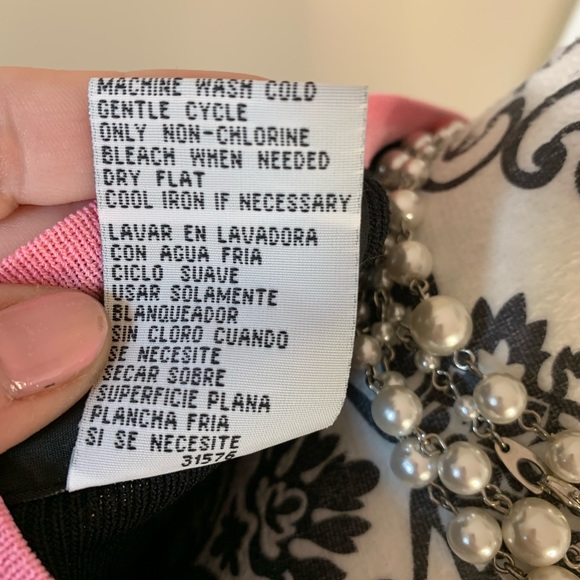 MACHINE WASH COLD
GENTLE CYCLE
ONLY NON-CHLORINE
BLEACH WHEN NEEDED
DRY FLAT
COOL IRON IF NECESSARY
LAVAR EN LAVADORA
CON AGUA FRIA
CICLO SUAVE
USAR SOLAMENTE
BLANQUEADOR
SIN CLORO CUANDO
SE NECESITE
SECAR SOBRE
SUPERFICIE PLANA
PLANCHA FRIA
SI SE NECESITE
31576